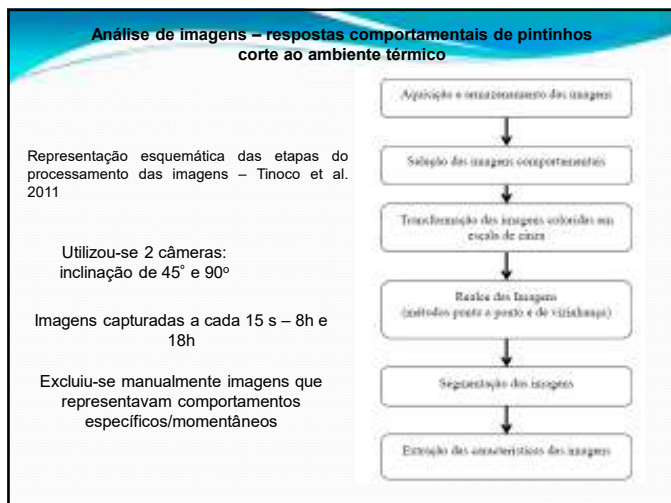 Análise de imagens – respostas comportamentais de pintinhos
corte ao ambiente térmico
Representação esquemática das etapas do
processamento das imagens – Tinoco et al.
2011
Utilizou-se 2 câmeras:
inclinação de 45° e 90º
Imagens capturadas a cada 15 s – 8h e
18h
Excluiu-se manualmente imagens que
representavam comportamentos
específicos/momentâneos
Aquisição e armazenamento das imagens
Seleção das imagens comportamentais
Transformação das imagens coloridas em
escala de cinza
Realce das Imagens
(métodos ponto a ponto e de vizinhança)
Segmentação das imagens
Extração das características das imagens